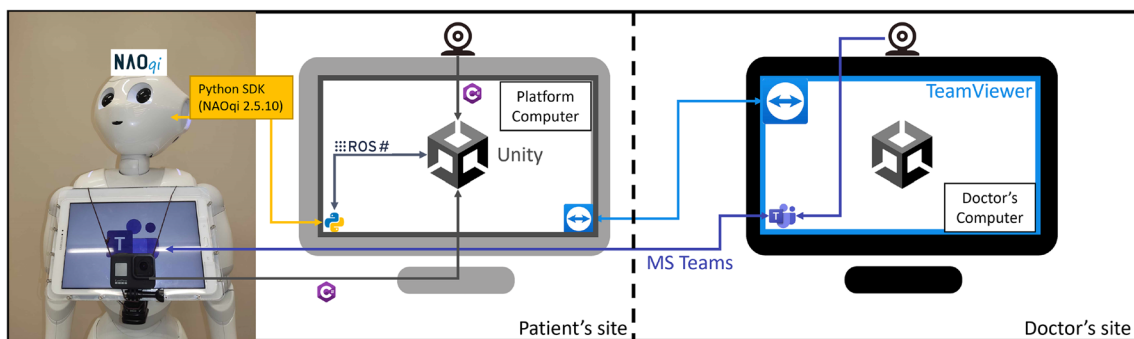 NAOqi
Python SDK
(NAOqi 2.5.10)
T
Platform
Computer
ROS #
Unity
Patient's site
TeamViewer
T
Doctor's
Computer
MS Teams
Doctor's site